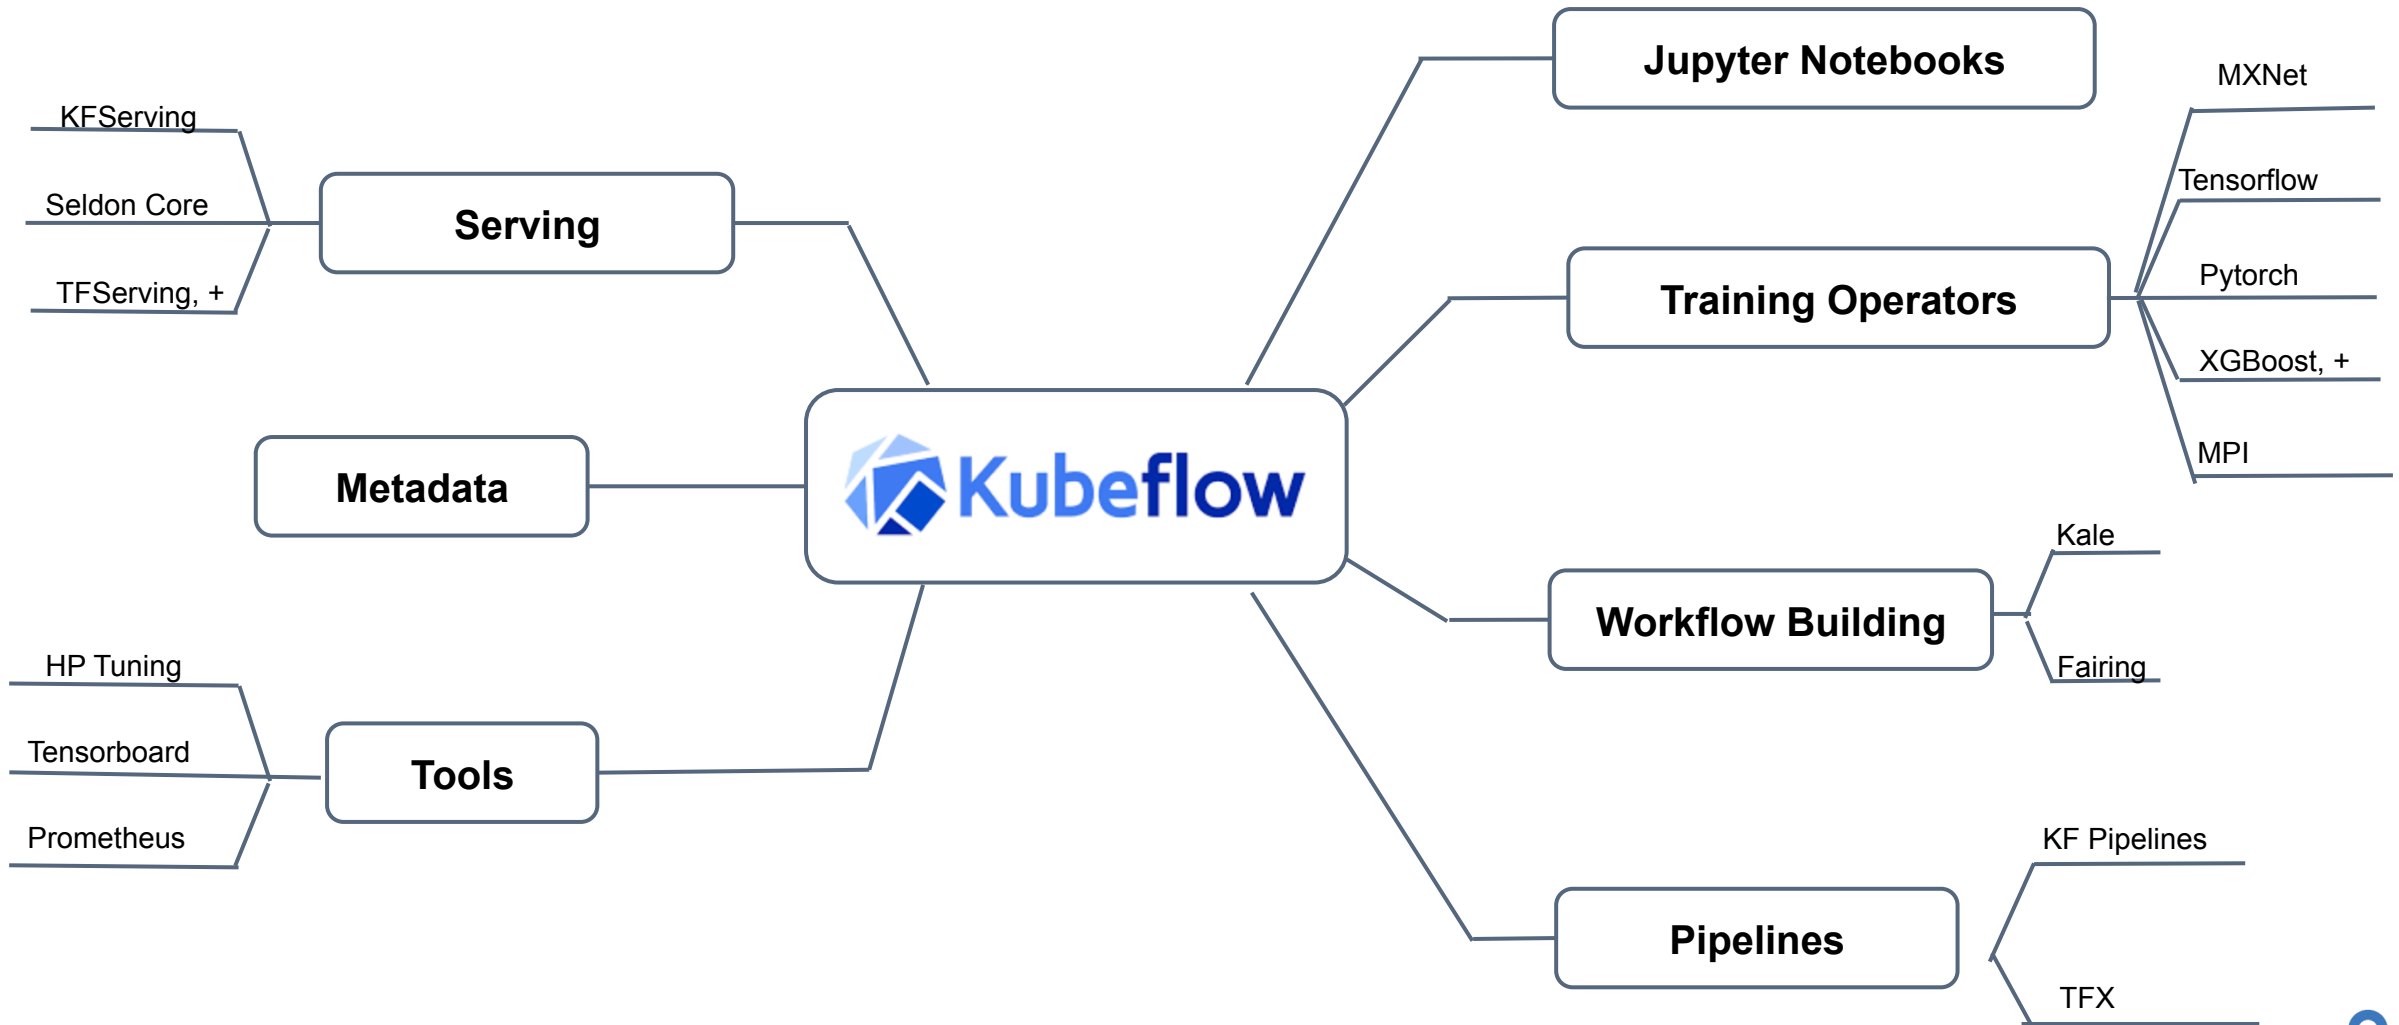 Jupyter Notebooks
MXNet
KFServing
Tensorflow
Seldon Core
Serving
Pytorch
TFServing, +
Training Operators
XGBoost, +
MPI
Metadata
Kubeflow
Kale
Workflow Building
HP Tuning
Fairing
Tensorboard
Tools
Prometheus
KF Pipelines
Pipelines
TFX